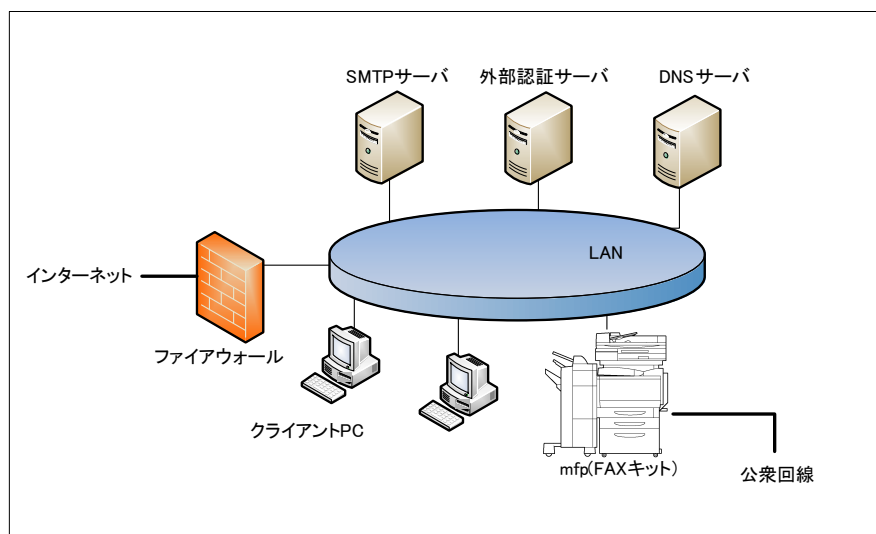 SMTPサーバ
外部認証サーバ
DNSサーバ
LAN
インターネット
ファイアウォール
クライアントPC
mfp(FAXキット)
公衆回線